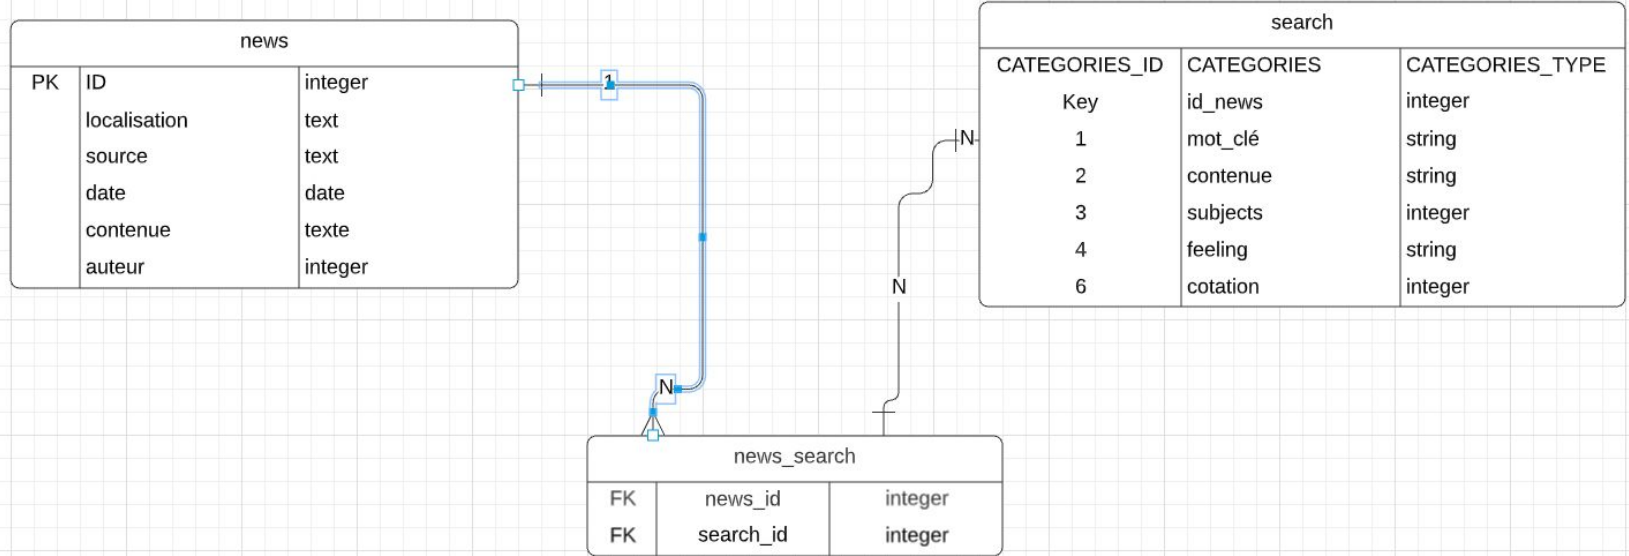 news
PK ID integer
localisation text
source text
date date
contenue texte
auteur integer
1
N
search
CATEGORIES_ID CATEGORIES CATEGORIES_TYPE
Key id_news integer
1 mot_clé string
2 contenue string
3 subjects integer
4 feeling string
6 cotation integer
N
N
news_search
FK news_id integer
FK search_id integer